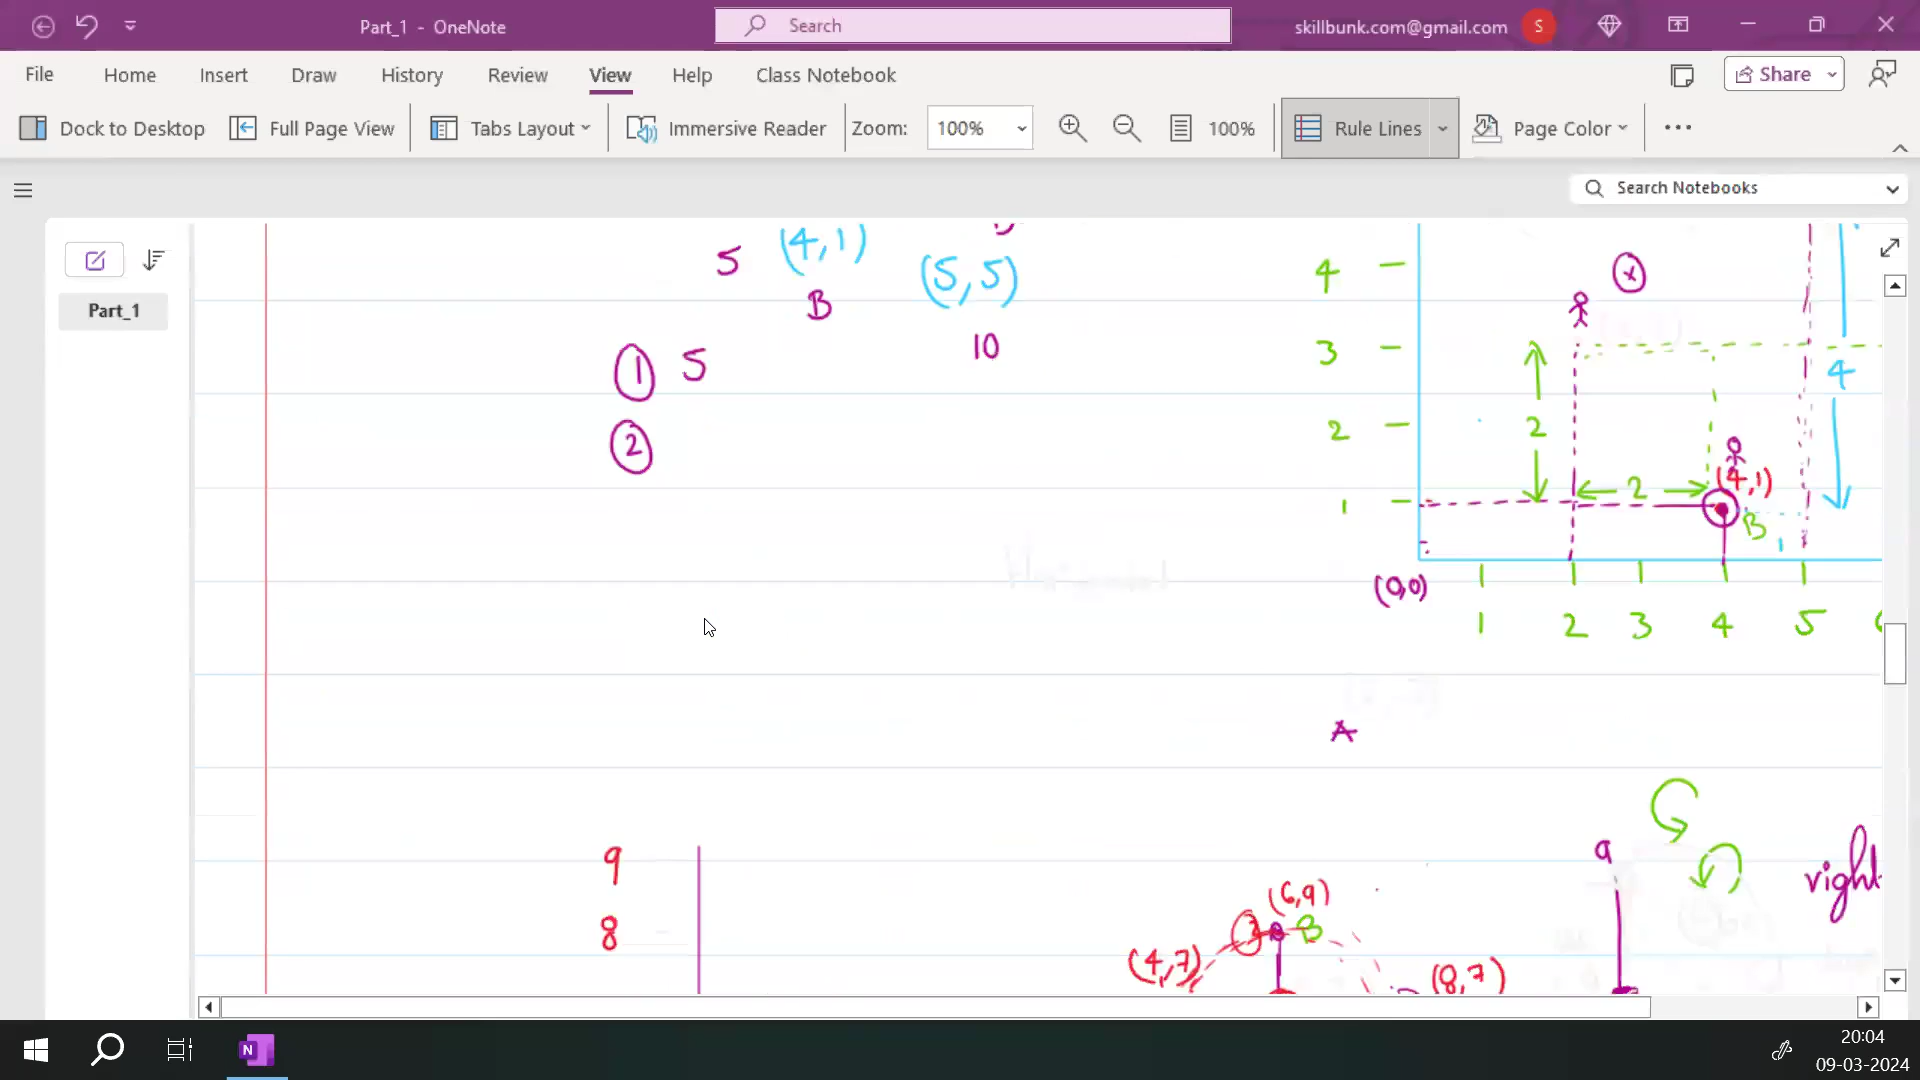 Part_1 - OneNote
Search
skillbunk.com@gmail.com
S
File Home Insert Draw History Review View Help Class Notebook
Share
Dock to Desktop Full Page View Tabs Layout Immersive Reader Zoom: 100% 100% Rule Lines Page Color
Search Notebooks
Part_1
5 (4,1) (5,5)
B
10
① 5
②
4
x
3
4
2 2
2 (4,1)
1
B
(0,0)
1 2 3 4 5
A
9
8
(6,9)
3 B
(4,7)
(8,7)
9
right
N
20:04
09-03-2024